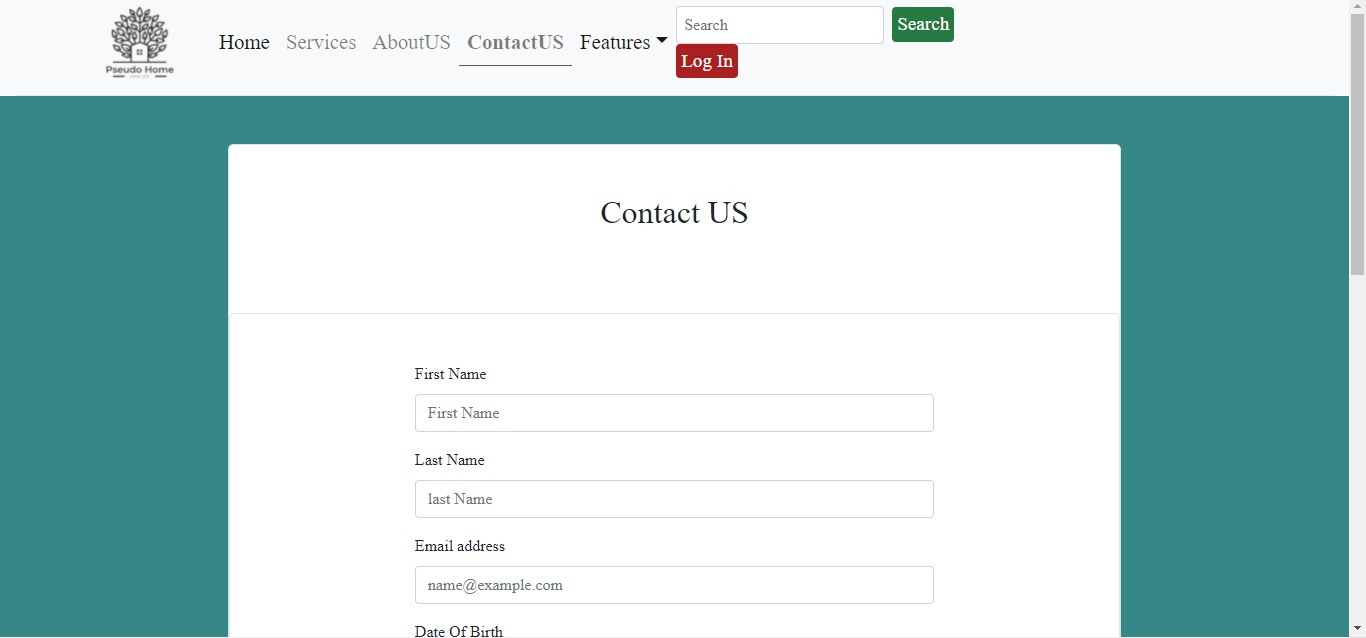 Pseudo Home
Home Services AboutUS ContactUS Features
Search Search
Log In
Contact US
First Name
First Name
Last Name
last Name
Email address
name@example.com
Date Of Birth